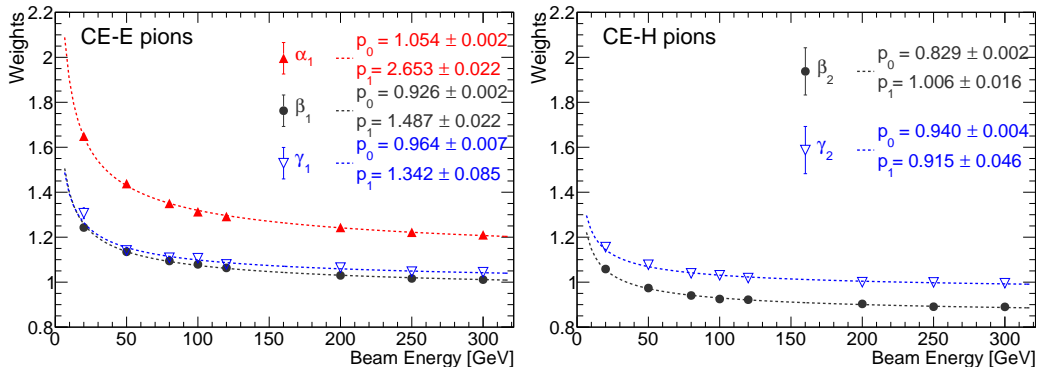 CE-E pions
Weights
2.2
2
1.8
1.6
1.4
1.2
1
0.8
α₁
p₀ = 1.054 ± 0.002
p₁ = 2.653 ± 0.022
β₁
p₀ = 0.926 ± 0.002
p₁ = 1.487 ± 0.022
γ₁
p₀ = 0.964 ± 0.007
p₁ = 1.342 ± 0.085
0 50 100 150 200 250 300
Beam Energy [GeV]
CE-H pions
Weights
2.2
2
1.8
1.6
1.4
1.2
1
0.8
β₂
p₀ = 0.829 ± 0.002
p₁ = 1.006 ± 0.016
γ₂
p₀ = 0.940 ± 0.004
p₁ = 0.915 ± 0.046
0 50 100 150 200 250 300
Beam Energy [GeV]